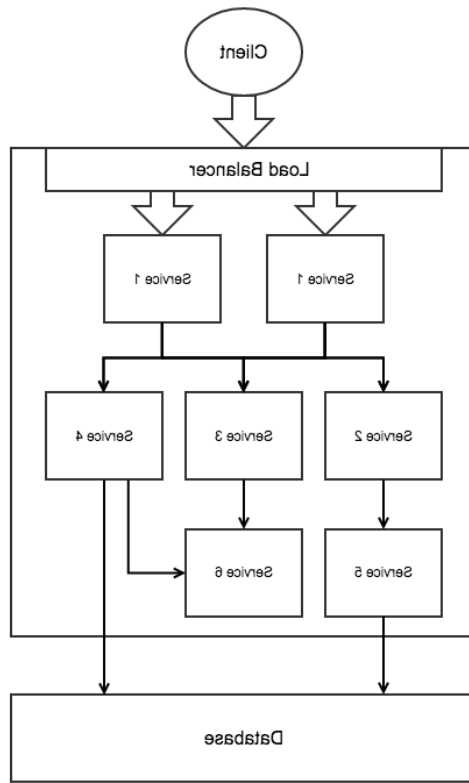 Client
Load Balancer
Service 1
Service 1
Service 2
Service 3
Service 4
Service 5
Service 6
Database